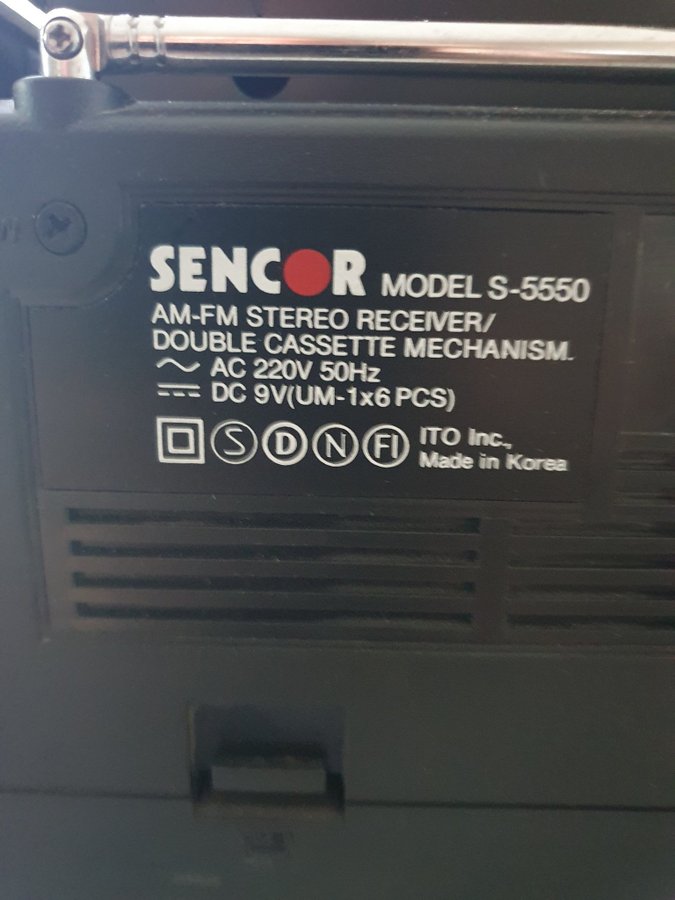 SENCOR MODEL S-5550
AM-FM STEREO RECEIVER/
DOUBLE CASSETTE MECHANISM.
AC 220V 50Hz
DC 9V(UM-1x6 PCS)
S D N FI ITO Inc.,
Made in Korea